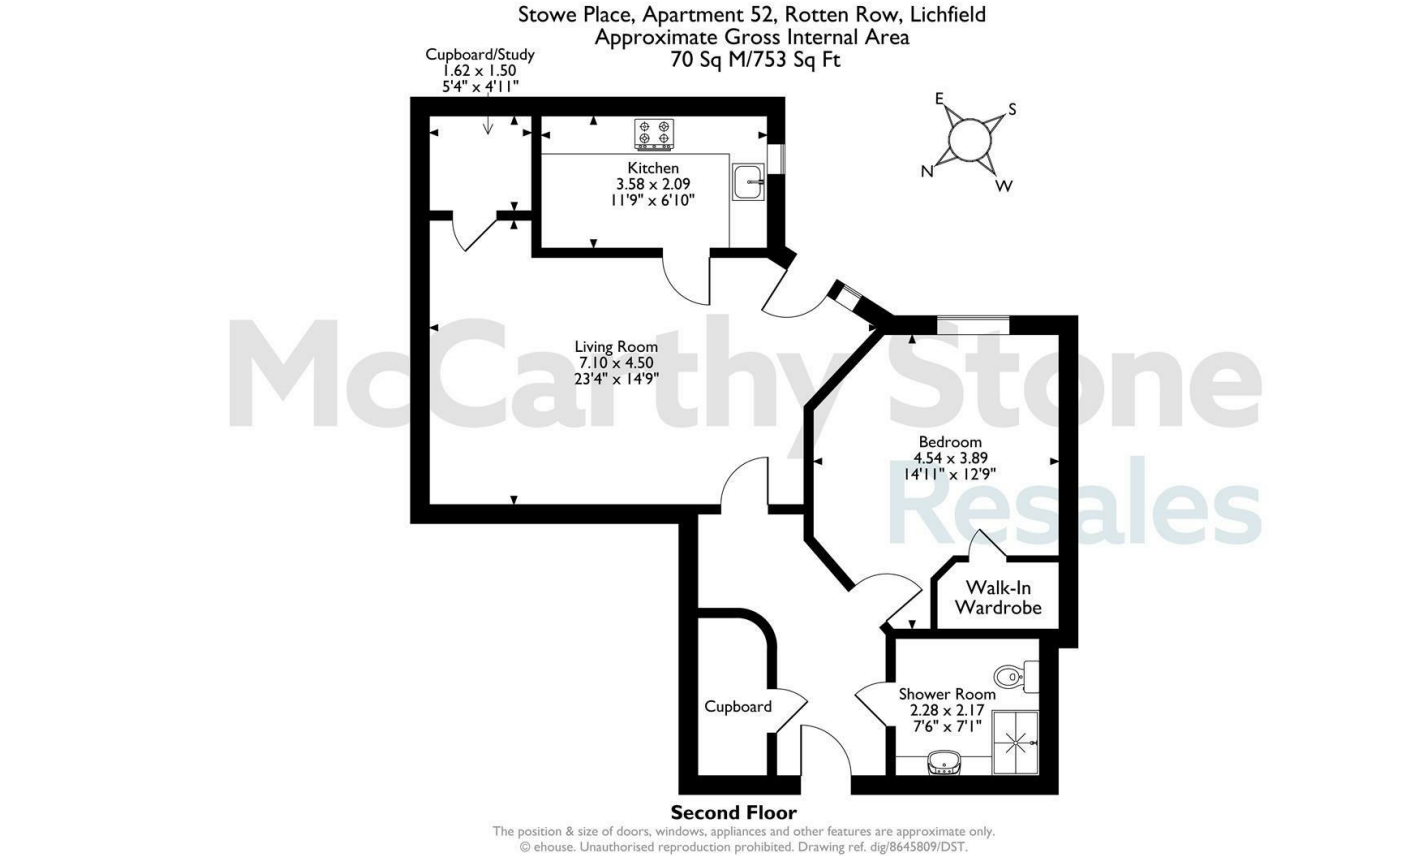 Stowe Place, Apartment 52, Rotten Row, Lichfield
Approximate Gross Internal Area
70 Sq M/753 Sq Ft
Cupboard/Study
1.62 x 1.50
5'4" x 4'11"
E
S
N
W
Kitchen
3.58 x 2.09
11'9" x 6'10"
McCarthy Stone
Resales
Living Room
7.10 x 4.50
23'4" x 14'9"
Bedroom
4.54 x 3.89
14'11" x 12'9"
Walk-In
Wardrobe
Cupboard
Shower Room
2.28 x 2.17
7'6" x 7'1"
Second Floor
The position & size of doors, windows, appliances and other features are approximate only.
© ehouse. Unauthorised reproduction prohibited. Drawing ref. dig/8645809/DST.